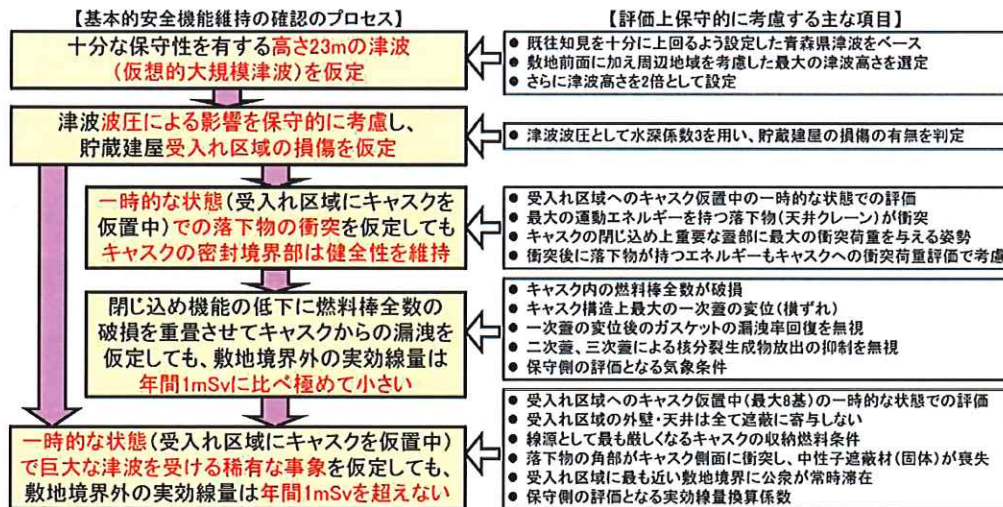 【基本的安全機能維持の確認のプロセス】
十分な保守性を有する高さ23mの津波
(仮想的大規模津波)を仮定
津波波圧による影響を保守的に考慮し、
貯蔵建屋受入れ区域の損傷を仮定
一時的な状態(受入れ区域にキャスクを
仮置中)での落下物の衝突を仮定しても
キャスクの密封境界部は健全性を維持
閉じ込め機能の低下に燃料棒全数の
破損を重畳させてキャスクからの漏洩を
仮定しても、敷地境界外の実効線量は
年間1mSvに比べ極めて小さい
一時的な状態(受入れ区域にキャスクを仮置中)
で巨大な津波を受ける稀有な事象を仮定しても、
敷地境界外の実効線量は年間1mSvを超えない
【評価上保守的に考慮する主な項目】
● 既往知見を十分に上回るよう設定した青森県津波をベース
● 敷地前面に加え周辺地域を考慮した最大の津波高さを選定
● さらに津波高さを2倍として設定
● 津波波圧として水深係数3を用い、貯蔵建屋の損傷の有無を判定
● 受入れ区域へのキャスク仮置中の一時的な状態での評価
● 最大の運動エネルギーを持つ落下物(天井クレーン)が衝突
● キャスクの閉じ込め上重要な蓋部に最大の衝突荷重を与える姿勢
● 衝突後に落下物が持つエネルギーもキャスクへの衝突荷重評価で考慮
● キャスク内の燃料棒全数が破損
● キャスク構造上最大の一次蓋の変位(横ずれ)
● 一次蓋の変位後のガスケットの漏洩率回復を無視
● 二次蓋、三次蓋による核分裂生成物放出の抑制を無視
● 保守側の評価となる気象条件
● 受入れ区域へのキャスク仮置中(最大8基)の一時的な状態での評価
● 受入れ区域の外壁・天井は全て遮蔽に寄与しない
● 線源として最も厳しくなるキャスクの収納燃料条件
● 落下物の角部がキャスク側面に衝突し、中性子遮蔽材(固体)が喪失
● 受入れ区域に最も近い敷地境界に公衆が常時滞在
● 保守側の評価となる実効線量換算係数